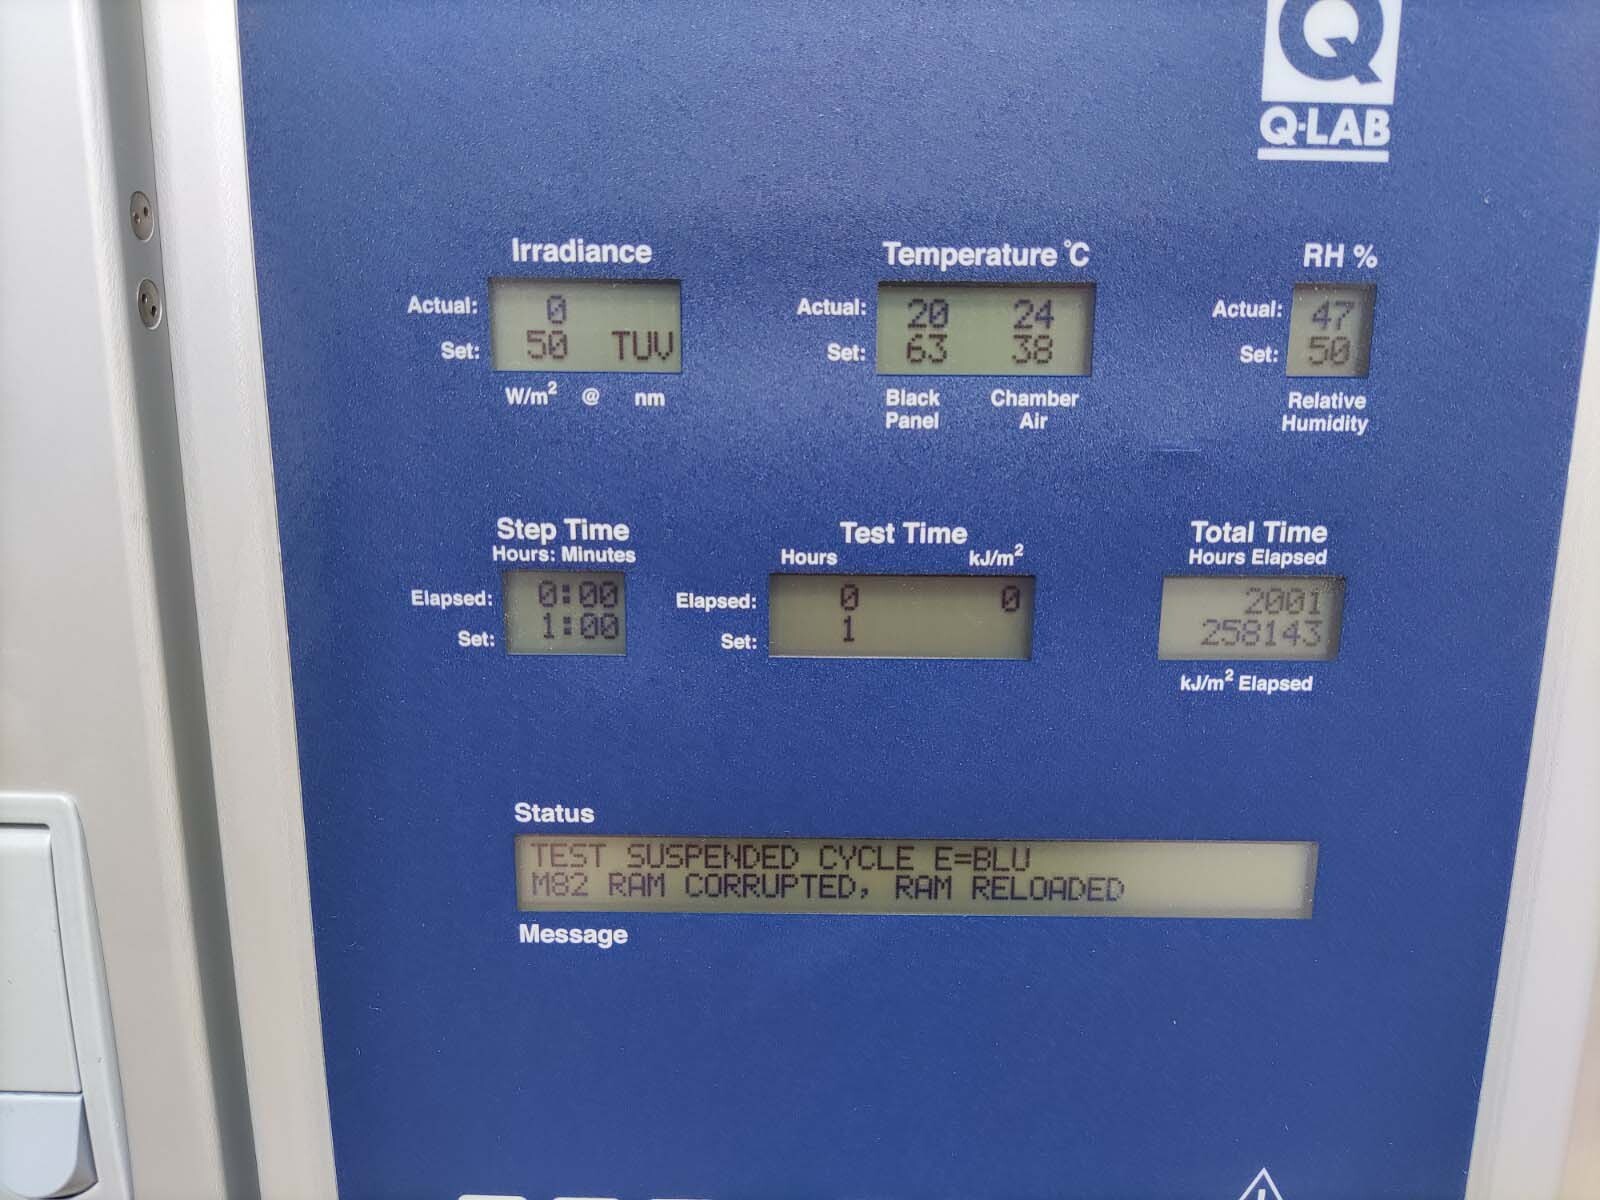 Q-LAB
Irradiance
Actual: 0
Set: 50 TUV
W/m² @ nm
Temperature °C
Actual: 20 24
Set: 63 38
Black Panel
Chamber Air
RH %
Actual: 47
Set: 50
Relative
Humidity
Step Time
Hours: Minutes
Elapsed: 0:00
Set: 1:00
Test Time
Hours kJ/m²
Elapsed: 0 0
Set: 1
Total Time
Hours Elapsed
2001
258143
kJ/m² Elapsed
Status
TEST SUSPENDED CYCLE E=BLU
M82 RAM CORRUPTED, RAM RELOADED
Message